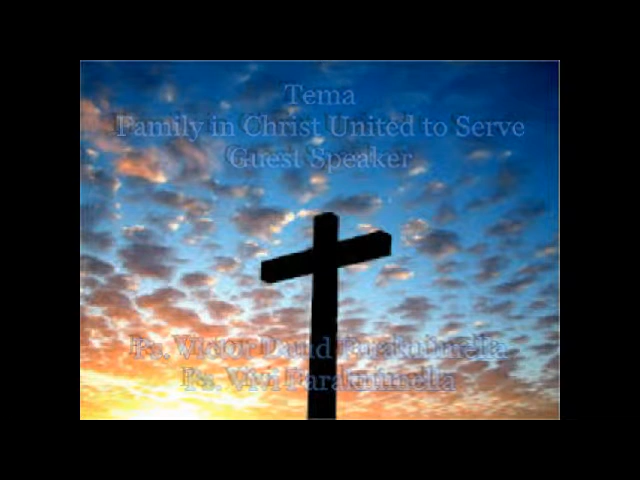 Tema
Family in Christ United to Serve
Guest Speaker
Ps. Victor Daud
Ps. Vivi